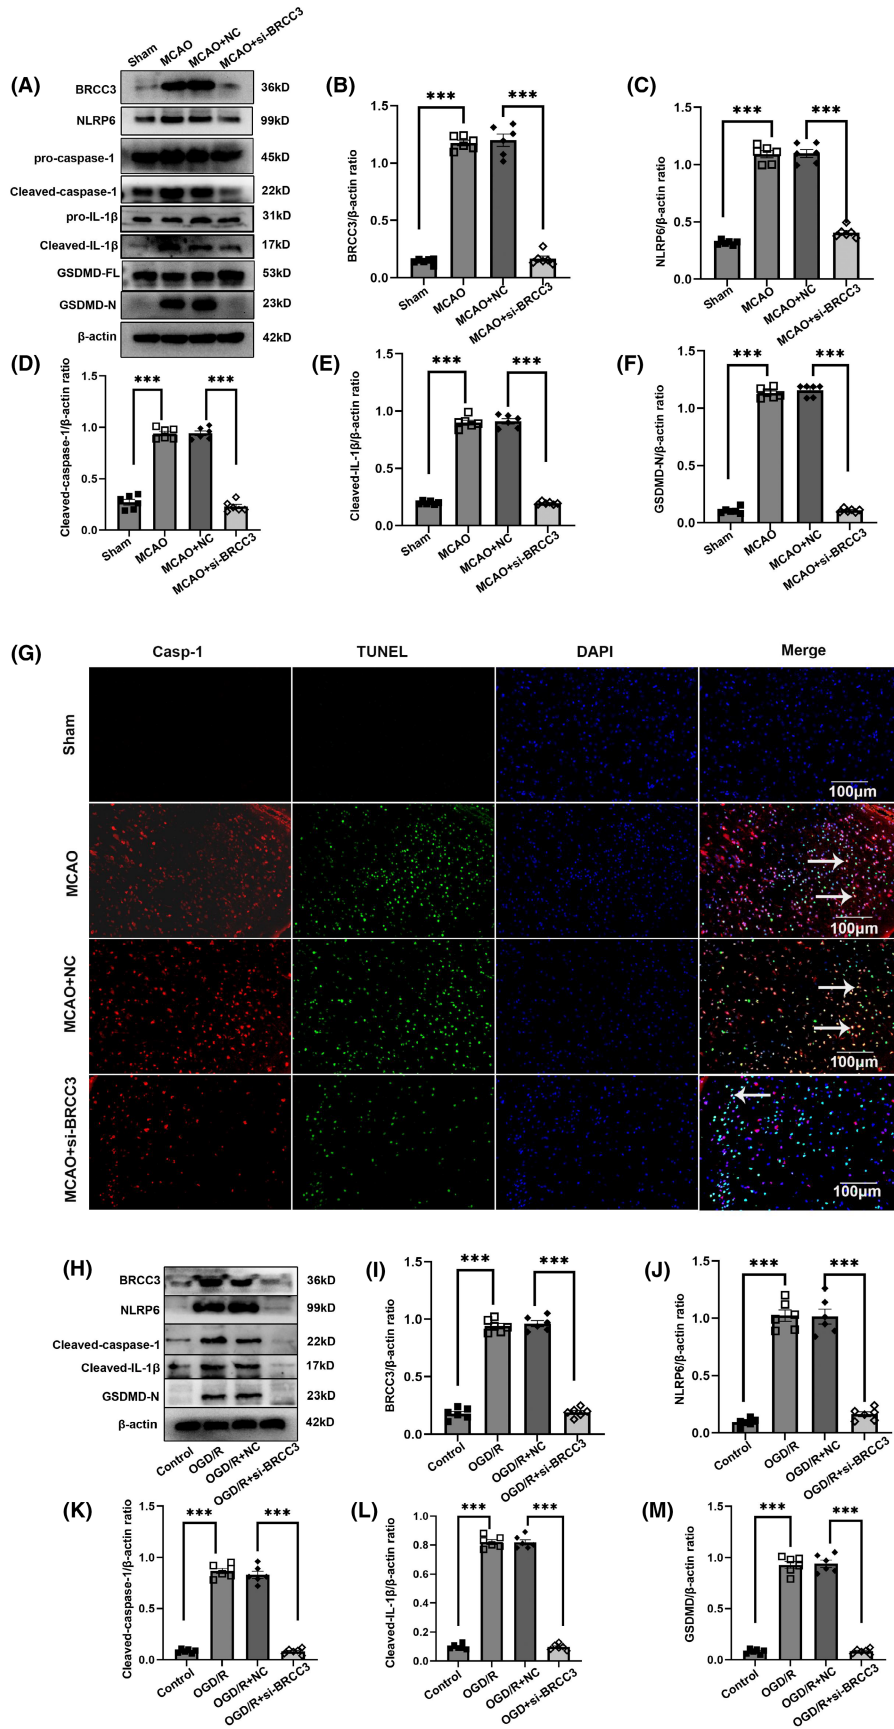 (A)
Sham
MCAO
MCAO+NC
MCAO+si-BRCC3
BRCC3 36kD
NLRP6 99kD
pro-caspase-1 45kD
Cleaved-caspase-1 22kD
pro-IL-1β 31kD
Cleaved-IL-1β 17kD
GSDMD-FL 53kD
GSDMD-N 23kD
β-actin 42kD
(B)
BRCC3/β-actin ratio
1.5
1.0
0.5
0.0
*** ***
Sham
MCAO
MCAO+NC
MCAO+si-BRCC3
(C)
NLRP6/β-actin ratio
1.5
1.0
0.5
0.0
*** ***
Sham
MCAO
MCAO+NC
MCAO+si-BRCC3
(D)
Cleaved-caspase-1/β-actin ratio
1.5
1.0
0.5
0.0
*** ***
Sham
MCAO
MCAO+NC
MCAO+si-BRCC3
(E)
Cleaved-IL-1β/β-actin ratio
1.5
1.0
0.5
0.0
*** ***
Sham
MCAO
MCAO+NC
MCAO+si-BRCC3
(F)
GSDMD-N/β-actin ratio
1.5
1.0
0.5
0.0
*** ***
Sham
MCAO
MCAO+NC
MCAO+si-BRCC3
(G)
Casp-1 TUNEL DAPI Merge
Sham
100μm
MCAO
100μm
MCAO+NC
100μm
MCAO+si-BRCC3
100μm
(H)
BRCC3 36kD
NLRP6 99kD
Cleaved-caspase-1 22kD
Cleaved-IL-1β 17kD
GSDMD-N 23kD
β-actin 42kD
Control
OGD/R
OGD/R+NC
OGD/R+si-BRCC3
(I)
BRCC3/β-actin ratio
1.5
1.0
0.5
0.0
*** ***
Control
OGD/R
OGD/R+NC
OGD/R+si-BRCC3
(J)
NLRP6/β-actin ratio
1.5
1.0
0.5
0.0
*** ***
Control
OGD/R
OGD/R+NC
OGD/R+si-BRCC3
(K)
Cleaved-caspase-1/β-actin ratio
1.5
1.0
0.5
0.0
*** ***
Control
OGD/R
OGD/R+NC
OGD/R+si-BRCC3
(L)
Cleaved-IL-1β/β-actin ratio
1.0
0.8
0.6
0.4
0.2
0.0
*** ***
Control
OGD/R
OGD/R+NC
OGD+si-BRCC3
(M)
GSDMD/β-actin ratio
1.5
1.0
0.5
0.0
*** ***
Control
OGD/R
OGD/R+NC
OGD/R+si-BRCC3